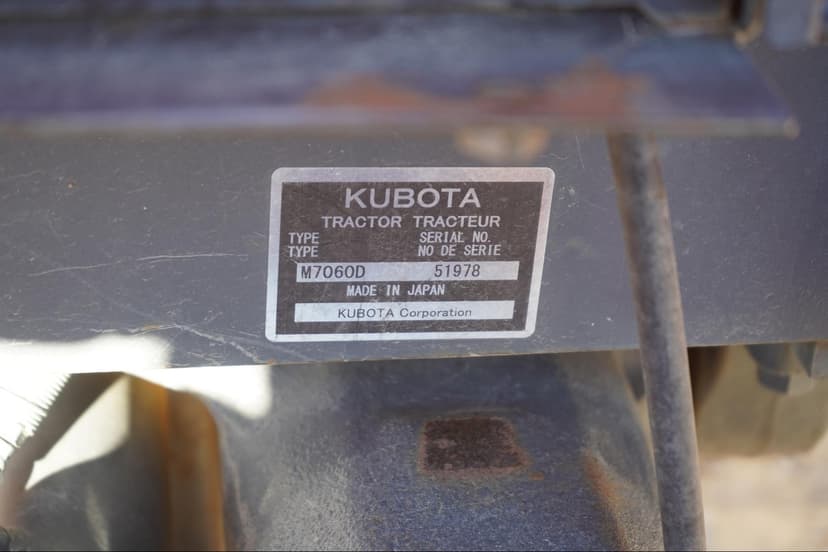 KUBOTA
TRACTOR TRACTEUR
TYPE SERIAL NO.
TYPE NO DE SERIE
M7060D 51978
MADE IN JAPAN
KUBOTA Corporation